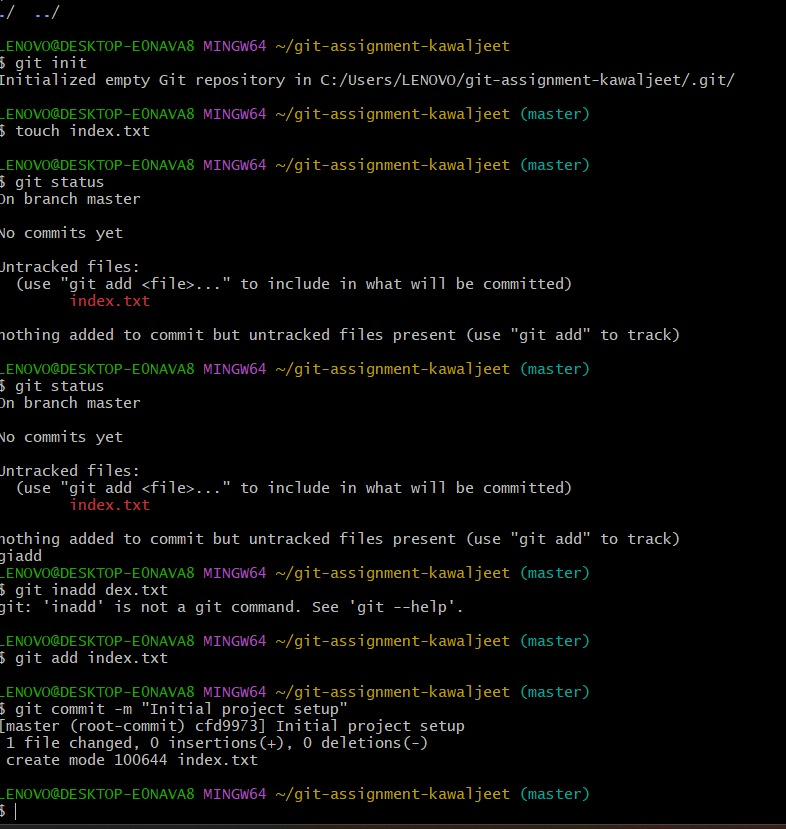 ./  ../
LENOVO@DESKTOP-E0NAVA8 MINGW64 ~/git-assignment-kawaljeet
$ git init
Initialized empty Git repository in C:/Users/LENOVO/git-assignment-kawaljeet/.git/
LENOVO@DESKTOP-E0NAVA8 MINGW64 ~/git-assignment-kawaljeet (master)
$ touch index.txt
LENOVO@DESKTOP-E0NAVA8 MINGW64 ~/git-assignment-kawaljeet (master)
$ git status
On branch master
No commits yet
Untracked files:
  (use "git add <file>..." to include in what will be committed)
        index.txt
nothing added to commit but untracked files present (use "git add" to track)
LENOVO@DESKTOP-E0NAVA8 MINGW64 ~/git-assignment-kawaljeet (master)
$ git status
On branch master
No commits yet
Untracked files:
  (use "git add <file>..." to include in what will be committed)
        index.txt
nothing added to commit but untracked files present (use "git add" to track)
giadd
LENOVO@DESKTOP-E0NAVA8 MINGW64 ~/git-assignment-kawaljeet (master)
$ git inadd dex.txt
git: 'inadd' is not a git command. See 'git --help'.
LENOVO@DESKTOP-E0NAVA8 MINGW64 ~/git-assignment-kawaljeet (master)
$ git add index.txt
LENOVO@DESKTOP-E0NAVA8 MINGW64 ~/git-assignment-kawaljeet (master)
$ git commit -m "Initial project setup"
[master (root-commit) cfd9973] Initial project setup
 1 file changed, 0 insertions(+), 0 deletions(-)
 create mode 100644 index.txt
LENOVO@DESKTOP-E0NAVA8 MINGW64 ~/git-assignment-kawaljeet (master)
$